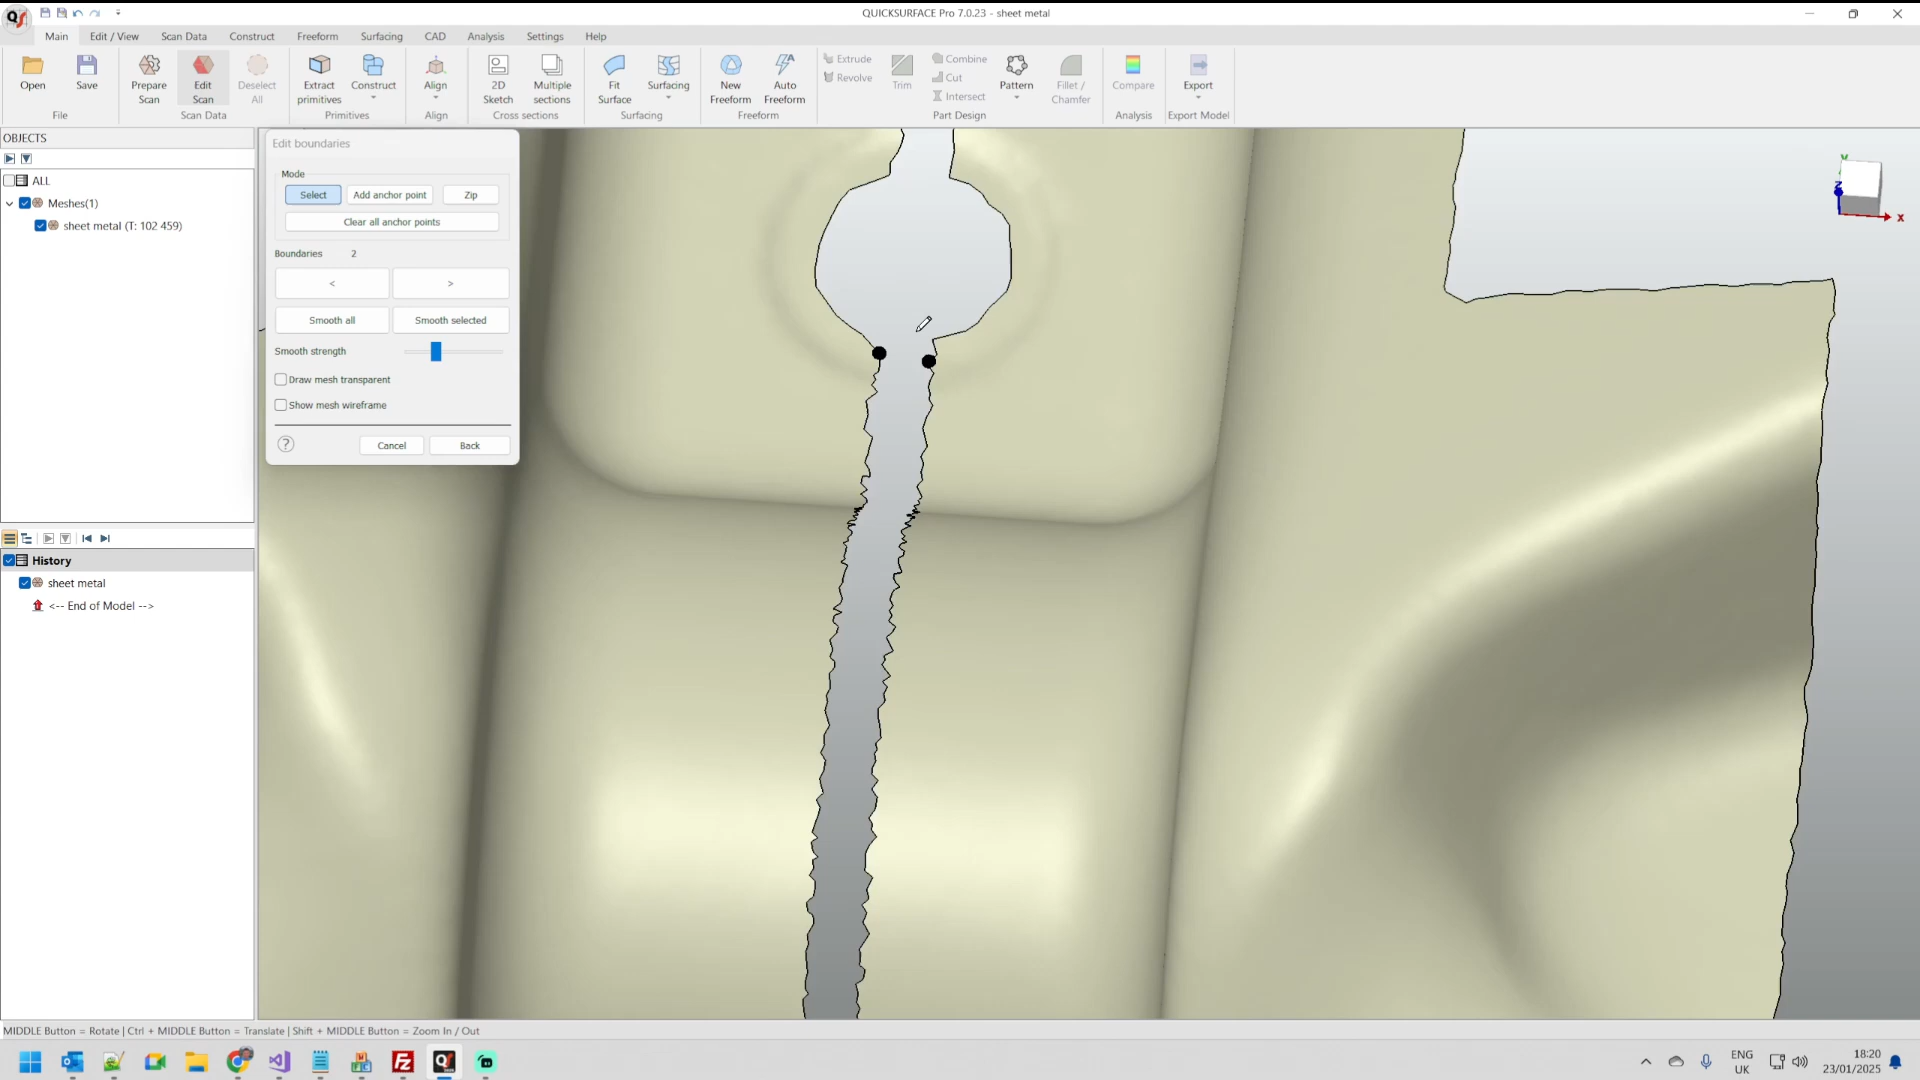 QUICKSURFACE Pro 7.0.23 - sheet metal
Main Edit / View Scan Data Construct Freeform Surfacing CAD Analysis Settings Help
Open Save Prepare Scan Edit Scan Deselect All Extract primitives Construct Align 2D Sketch Multiple sections Fit Surface Surfacing New Freeform Auto Freeform Extrude Revolve Trim Combine Cut Intersect Pattern Fillet / Chamfer Compare Export
File Scan Data Primitives Align Cross sections Surfacing Freeform Part Design Analysis Export Model
OBJECTS
ALL
Meshes(1)
sheet metal (T: 102 459)
Edit boundaries
Mode
Select Add anchor point Zip
Clear all anchor points
Boundaries 2
< >
Smooth all Smooth selected
Smooth strength
Draw mesh transparent
Show mesh wireframe
? Cancel Back
Y
Z
X
History
sheet metal
<-- End of Model -->
MIDDLE Button = Rotate | Ctrl + MIDDLE Button = Translate | Shift + MIDDLE Button = Zoom In / Out
ENG
UK
18:20
23/01/2025